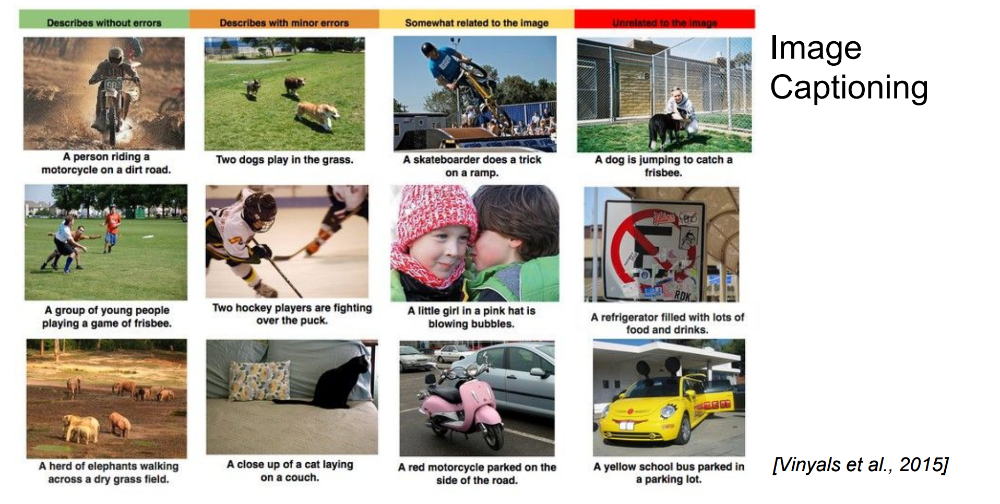 Describes without errors
Describes with minor errors
Somewhat related to the image
Unrelated to the image
Image
Captioning
A person riding a
motorcycle on a dirt road.
Two dogs play in the grass.
A skateboarder does a trick
on a ramp.
A dog is jumping to catch a
frisbee.
A group of young people
playing a game of frisbee.
Two hockey players are fighting
over the puck.
A little girl in a pink hat is
blowing bubbles.
RDK
A refrigerator filled with lots of
food and drinks.
A herd of elephants walking
across a dry grass field.
A close up of a cat laying
on a couch.
A red motorcycle parked on the
side of the road.
A yellow school bus parked in
a parking lot.
[Vinyals et al., 2015]